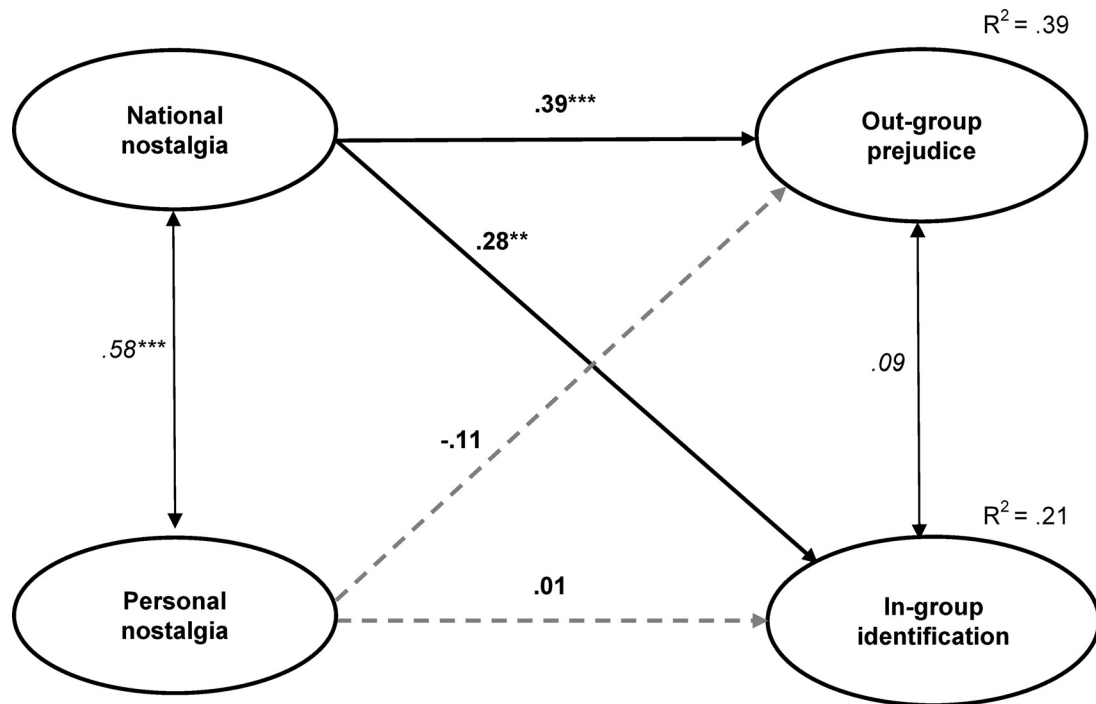 R² = .39
National
nostalgia
.39***
Out-group
prejudice
.28**
.58***
.09
-.11
R² = .21
Personal
nostalgia
.01
In-group
identification